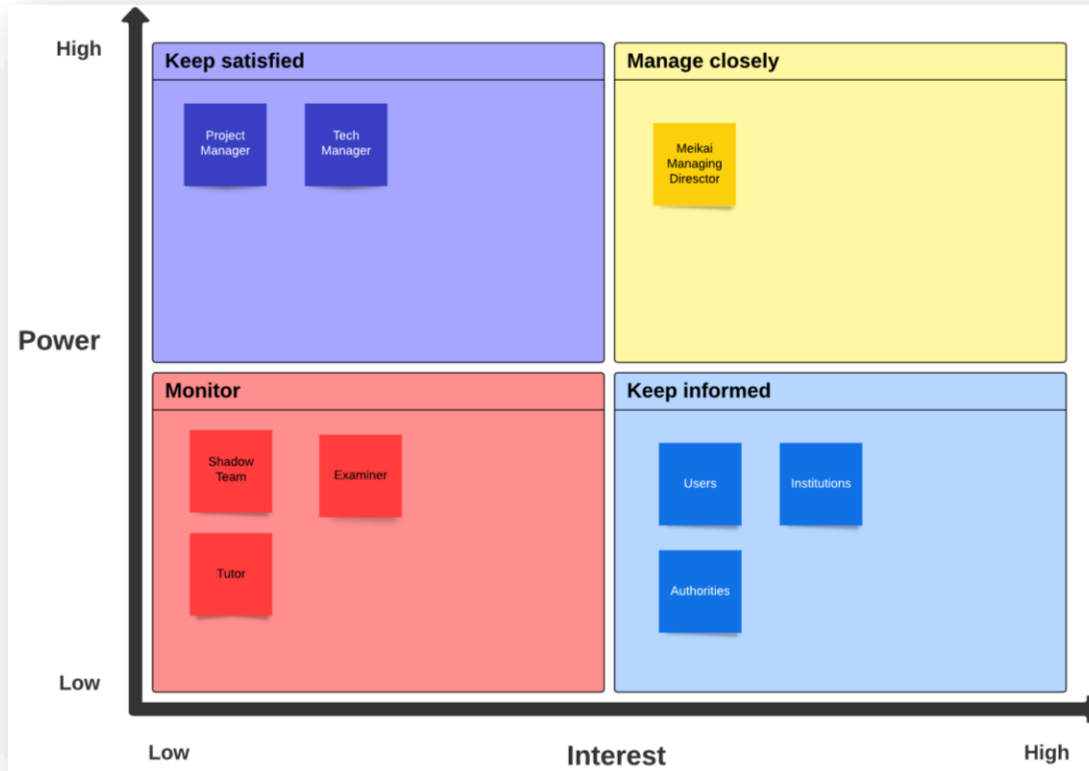 High
Keep satisfied
Manage closely
Project
Manager
Tech
Manager
Meikai
Managing
Diresctor
Power
Monitor
Keep informed
Shadow
Team
Examiner
Users
Institutions
Tutor
Authorities
Low
Low
Interest
High